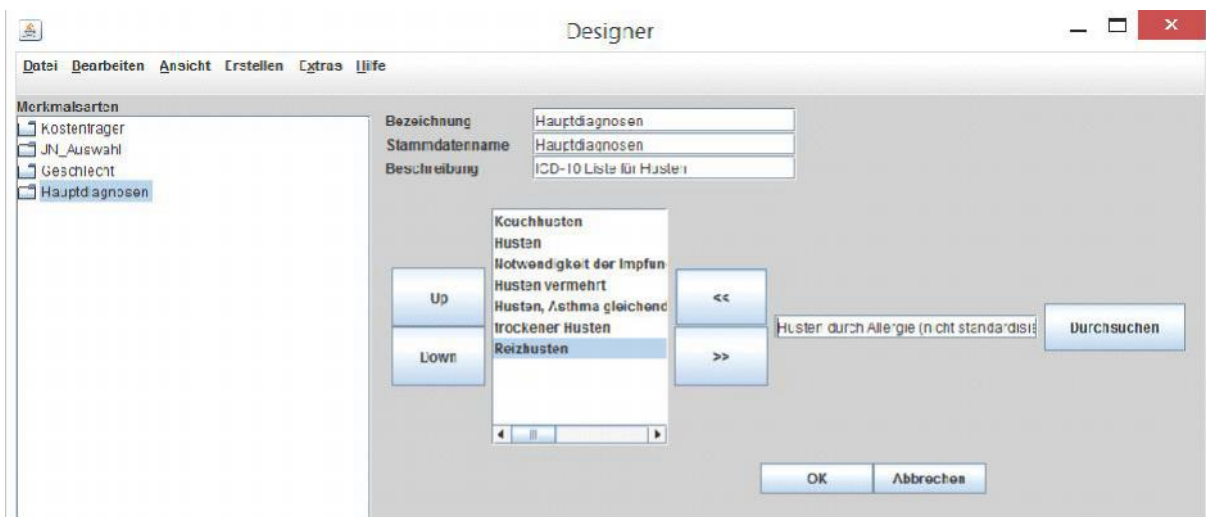 Designer
Datei Bearbeiten Ansicht Erstellen Extras Hilfe
Merkmalsarten
Kostenträger
JN_Auswahl
Geschlecht
Hauptdiagnosen
Bezeichnung Hauptdiagnosen
Stammdatenname Hauptdiagnosen
Beschreibung ICD-10 Liste für Husten
Keuchhusten
Husten
Notwendigkeit der Impfun
Husten vermehrt
Husten, Asthma gleichend
trockener Husten
Reizhusten
Up
Down
<<
>>
Husten durch Allergie (nicht standardisie
Durchsuchen
OK Abbrechen